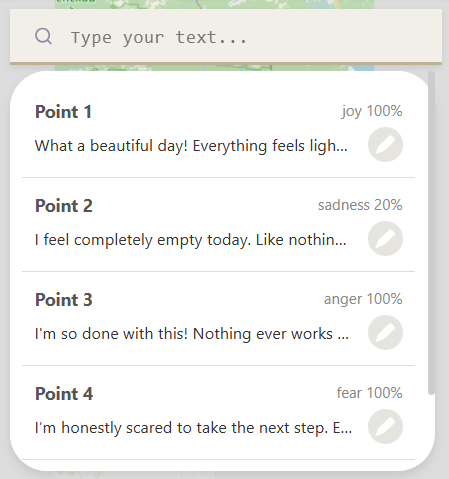 Type your text...
Point 1
joy 100%
What a beautiful day! Everything feels ligh...
Point 2
sadness 20%
I feel completely empty today. Like nothin...
Point 3
anger 100%
I'm so done with this! Nothing ever works ...
Point 4
fear 100%
I'm honestly scared to take the next step. E...